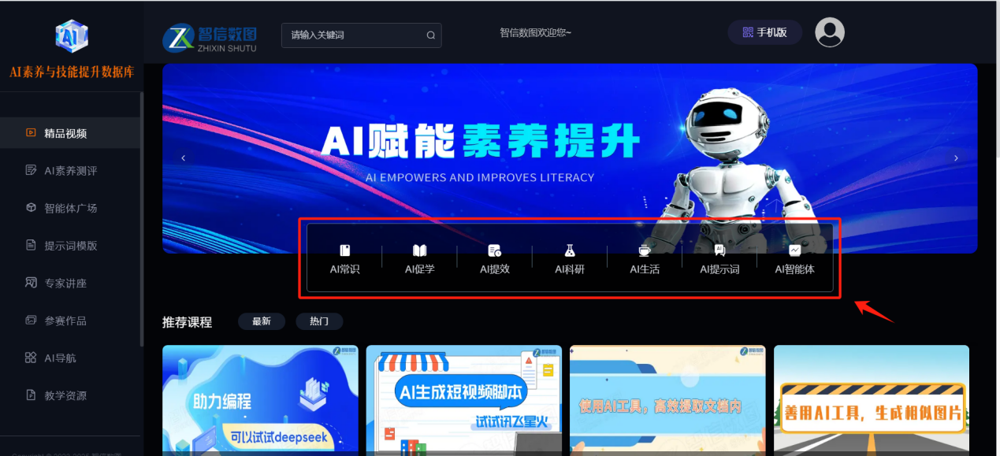 AI
AI素养与技能提升数据库
智信数图
ZHIXIN SHUTU
请输入关键词
智信数图欢迎您~
手机版
精品视频
AI素养测评
智能体广场
提示词模版
专家讲座
参赛作品
AI导航
教学资源
AI赋能素养提升
AI EMPOWERS AND IMPROVES LITERACY
AI常识
AI促学
AI提效
AI科研
AI生活
AI提示词
AI智能体
推荐课程
最新
热门
助力编程
可以试试deepseek
AI生成短视频脚本
试试讯飞星火
使用AI工具，高效提取文档内
善用AI工具，生成相似图片